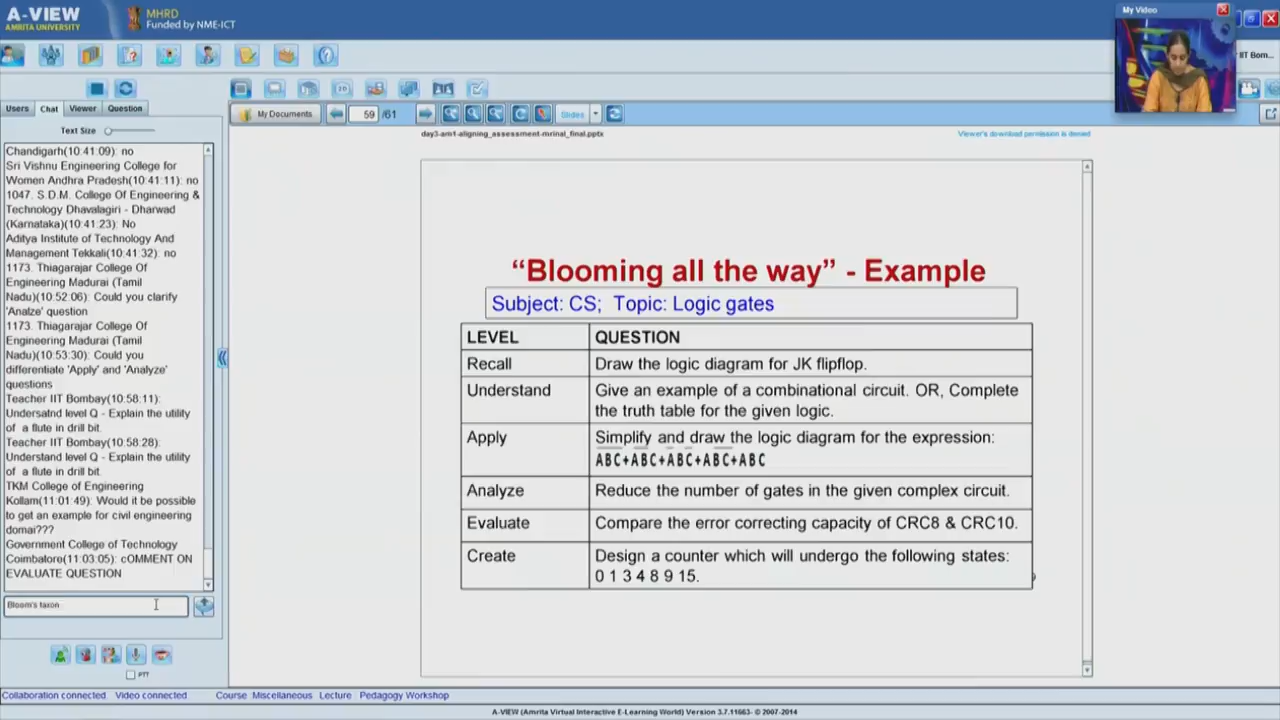 A-VIEW
AMRITA UNIVERSITY
MHRD
Funded by NME-ICT
My Video
IIT Bom...
Users
Chat
Viewer
Question
My Documents
59 /61
Slides
Text Size
day3-am1-aligning_assessment-mrinal_final.pptx
Viewer's download permission is denied
Chandigarh(10:41:09): no
Sri Vishnu Engineering College for
Women Andhra Pradesh(10:41:11): no
1047. S.D.M. College Of Engineering &
Technology Dhavalagiri - Dharwad
(Karnataka)(10:41:23): No
Aditya Institute of Technology And
Management Tekkali(10:41:32): no
1173. Thiagarajar College Of
Engineering Madurai (Tamil
Nadu)(10:52:06): Could you clarify
'Analze' question
1173. Thiagarajar College Of
Engineering Madurai (Tamil
Nadu)(10:53:30): Could you
differentiate 'Apply' and 'Analyze'
questions
Teacher IIT Bombay(10:58:11):
Undersatnd level Q - Explain the utility
of a flute in drill bit.
Teacher IIT Bombay(10:58:28):
Understand level Q - Explain the utility
of a flute in drill bit
TKM College of Engineering
Kollam(11:01:49): Would it be possible
to get an example for civil engineering
domai???
Government College of Technology
Coimbatore(11:03:05): cOMMENT ON
EVALUATE QUESTION
Bloom's taxon
PTT
"Blooming all the way" - Example
Subject: CS; Topic: Logic gates
LEVEL QUESTION
Recall Draw the logic diagram for JK flipflop.
Understand Give an example of a combinational circuit. OR, Complete
the truth table for the given logic.
Apply Simplify and draw the logic diagram for the expression:
Analyze Reduce the number of gates in the given complex circuit.
Evaluate Compare the error correcting capacity of CRC8 & CRC10.
Create Design a counter which will undergo the following states:
0 1 3 4 8 9 15.
Collaboration connected Video connected Course Miscellaneous Lecture Pedagogy Workshop
A-VIEW (Amrita Virtual Interactive E-Learning World) Version 3.7.11663- © 2007-2014